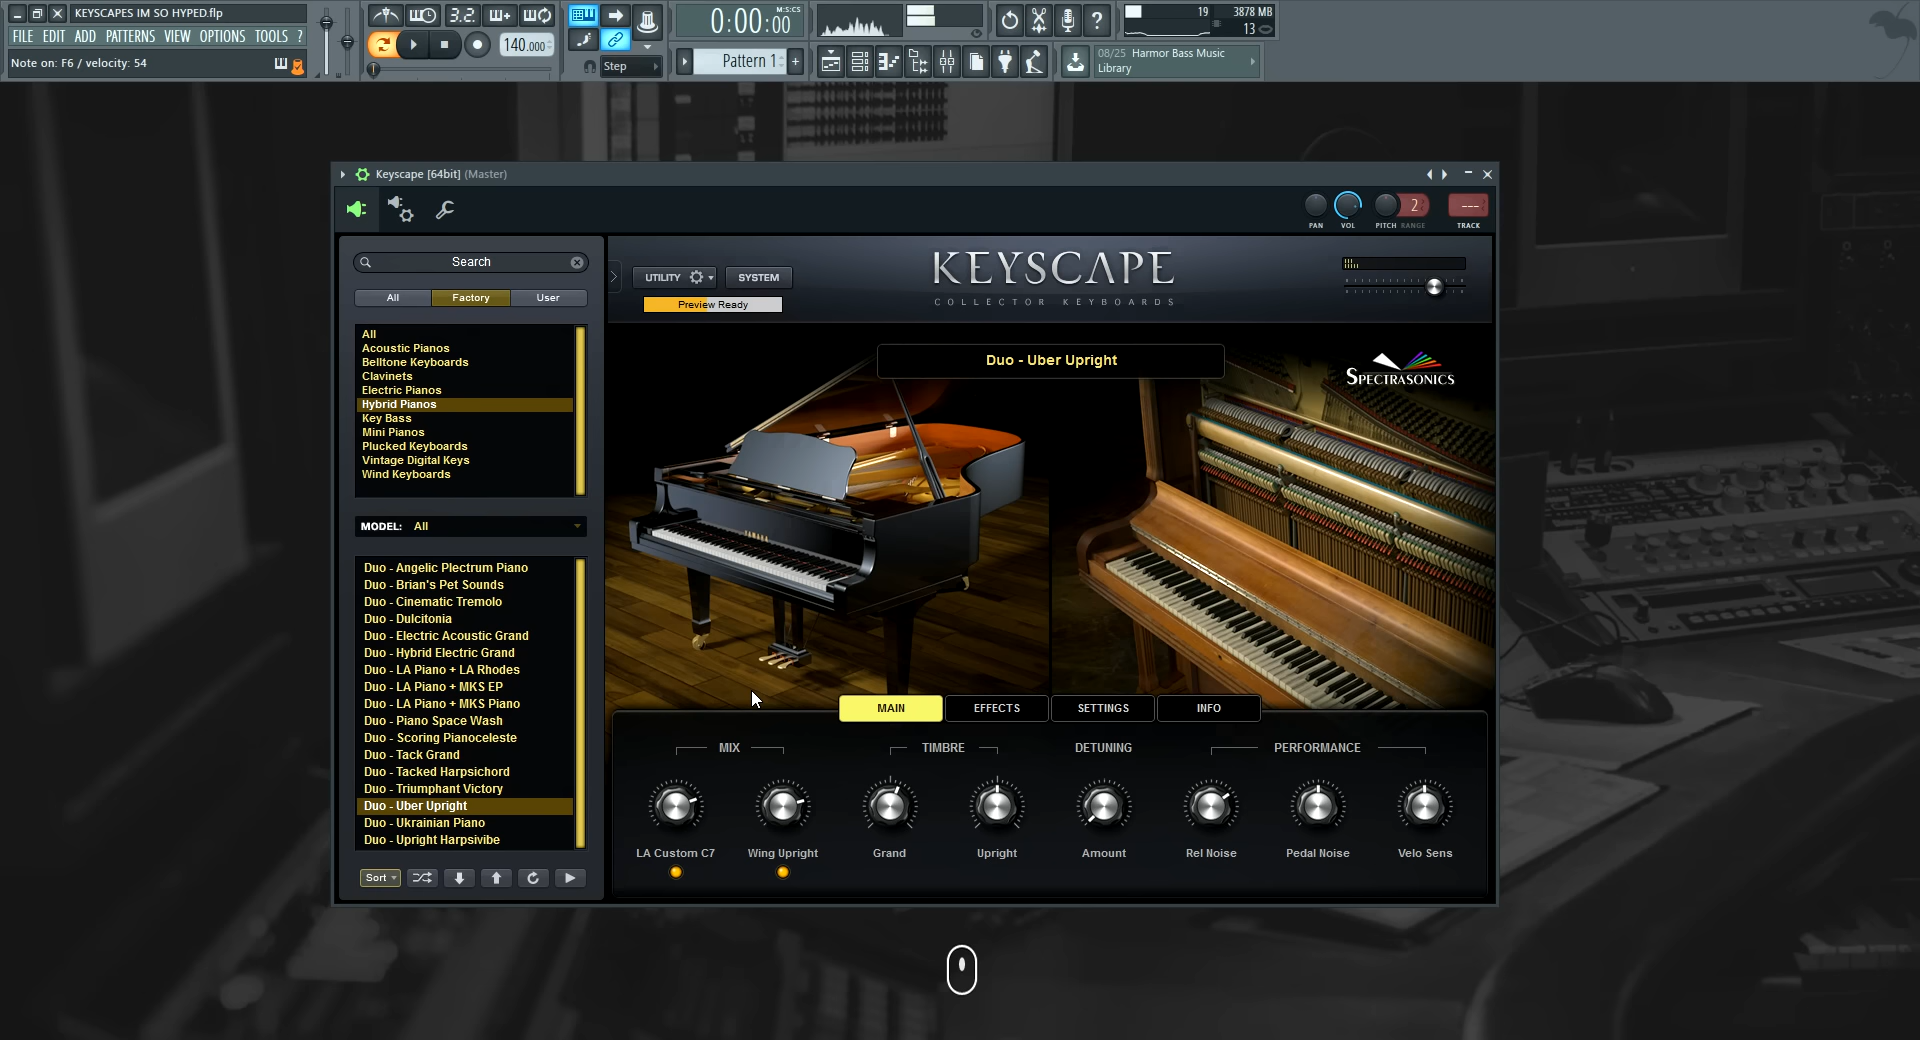 KEYSCAPES IM SO HYPED.flp
FILE EDIT ADD PATTERNS VIEW OPTIONS TOOLS ?
Note on: F6 / velocity: 54
3.2.
140.000
Step
0:00:00
M:S:CS
Pattern 1
+
?
19
3878 MB
13
08/25 Harmor Bass Music
Library
Keyscape [64bit] (Master)
2
---
PAN
VOL
PITCH RANGE
TRACK
Search
All
Factory
User
All
Acoustic Pianos
Belltone Keyboards
Clavinets
Electric Pianos
Hybrid Pianos
Key Bass
Mini Pianos
Plucked Keyboards
Vintage Digital Keys
Wind Keyboards
MODEL: All
Duo - Angelic Plectrum Piano
Duo - Brian's Pet Sounds
Duo - Cinematic Tremolo
Duo - Dulcitonia
Duo - Electric Acoustic Grand
Duo - Hybrid Electric Grand
Duo - LA Piano + LA Rhodes
Duo - LA Piano + MKS EP
Duo - LA Piano + MKS Piano
Duo - Piano Space Wash
Duo - Scoring Pianoceleste
Duo - Tack Grand
Duo - Tacked Harpsichord
Duo - Triumphant Victory
Duo - Uber Upright
Duo - Ukrainian Piano
Duo - Upright Harpsivibe
Sort
UTILITY
SYSTEM
Preview Ready
KEYSCAPE
COLLECTOR KEYBOARDS
Duo - Uber Upright
SPECTRASONICS
YAMAHA
MAIN
EFFECTS
SETTINGS
INFO
MIX
TIMBRE
DETUNING
PERFORMANCE
LA Custom C7
Wing Upright
Grand
Upright
Amount
Rel Noise
Pedal Noise
Velo Sens